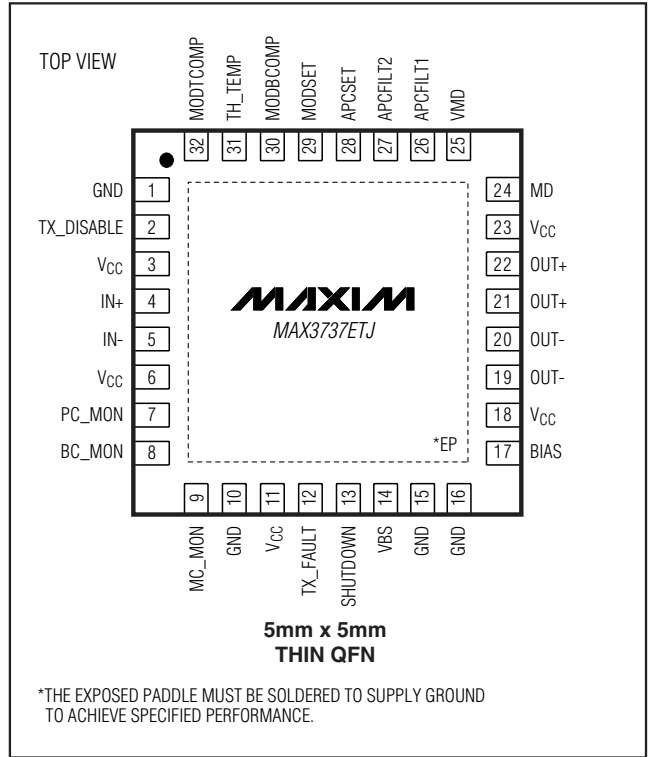 TOP VIEW
MODTCOMP
TH_TEMP
MODBCOMP
MODSET
APCSET
APCFILT2
APCFILT1
VMD
32
31
30
29
28
27
26
25
GND 1
TX_DISABLE 2
VCC 3
IN+ 4
IN- 5
VCC 6
PC_MON 7
BC_MON 8
MAXIM
MAX3737ETJ
*EP
24 MD
23 VCC
22 OUT+
21 OUT+
20 OUT-
19 OUT-
18 VCC
17 BIAS
9
10
11
12
13
14
15
16
MC_MON
GND
VCC
TX_FAULT
SHUTDOWN
VBS
GND
GND
5mm x 5mm
THIN QFN
*THE EXPOSED PADDLE MUST BE SOLDERED TO SUPPLY GROUND
TO ACHIEVE SPECIFIED PERFORMANCE.